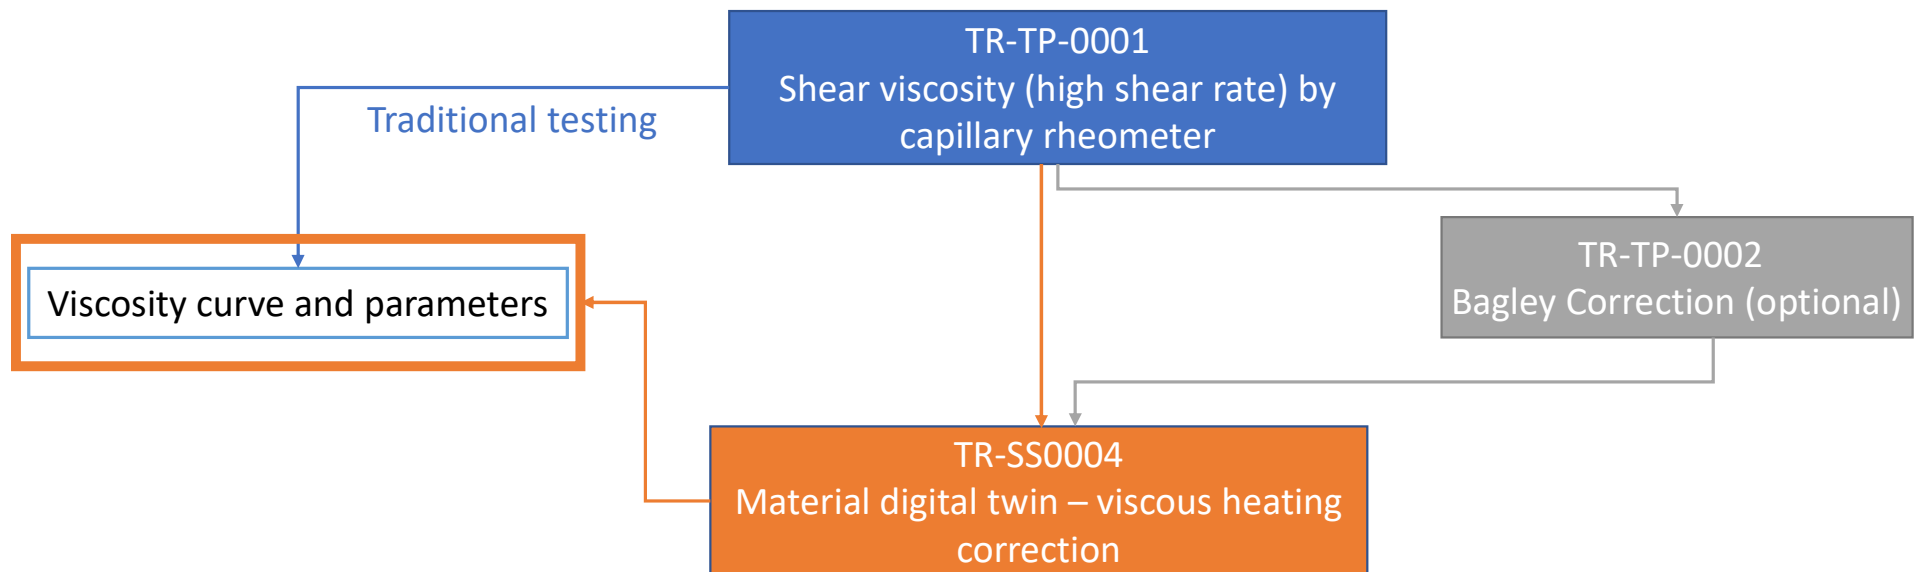 TR-TP-0001
Shear viscosity (high shear rate) by
capillary rheometer
Traditional testing
TR-TP-0002
Bagley Correction (optional)
Viscosity curve and parameters
TR-SS0004
Material digital twin – viscous heating
correction